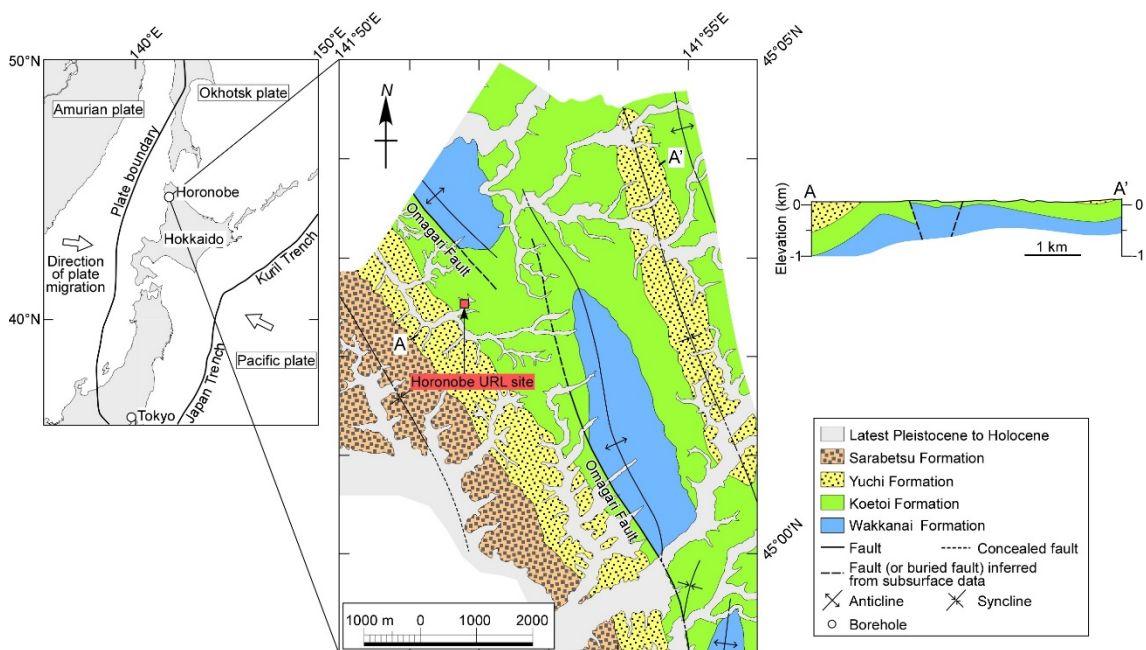 50°N
40°N
140°E
150°E
Amurian plate
Okhotsk plate
Plate boundary
Horonobe
Hokkaido
Direction
of plate
migration
Kuril Trench
Pacific plate
Japan Trench
Tokyo
141°50'E
141°55'E
45°05'N
45°00'N
N
A'
Omagari Fault
A
Horonobe URL site
Omagari Fault
1000 m 0 1000 2000
A
A'
Elevation (km)
0
-1
0
-1
1 km
Latest Pleistocene to Holocene
Sarabetsu Formation
Yuchi Formation
Koetoi Formation
Wakkanai Formation
Fault
Concealed fault
Fault (or buried fault) inferred
from subsurface data
Anticline
Syncline
Borehole